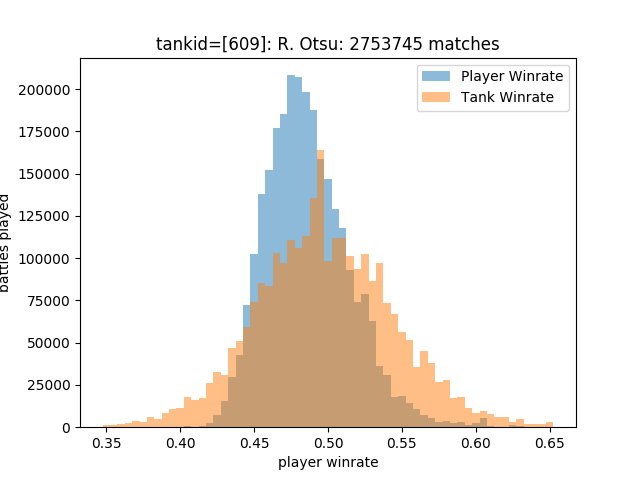 tankid=[609]: R. Otsu: 2753745 matches
Player Winrate
Tank Winrate
200000
175000
150000
125000
100000
75000
50000
25000
0
battles played
0.35 0.40 0.45 0.50 0.55 0.60 0.65
player winrate